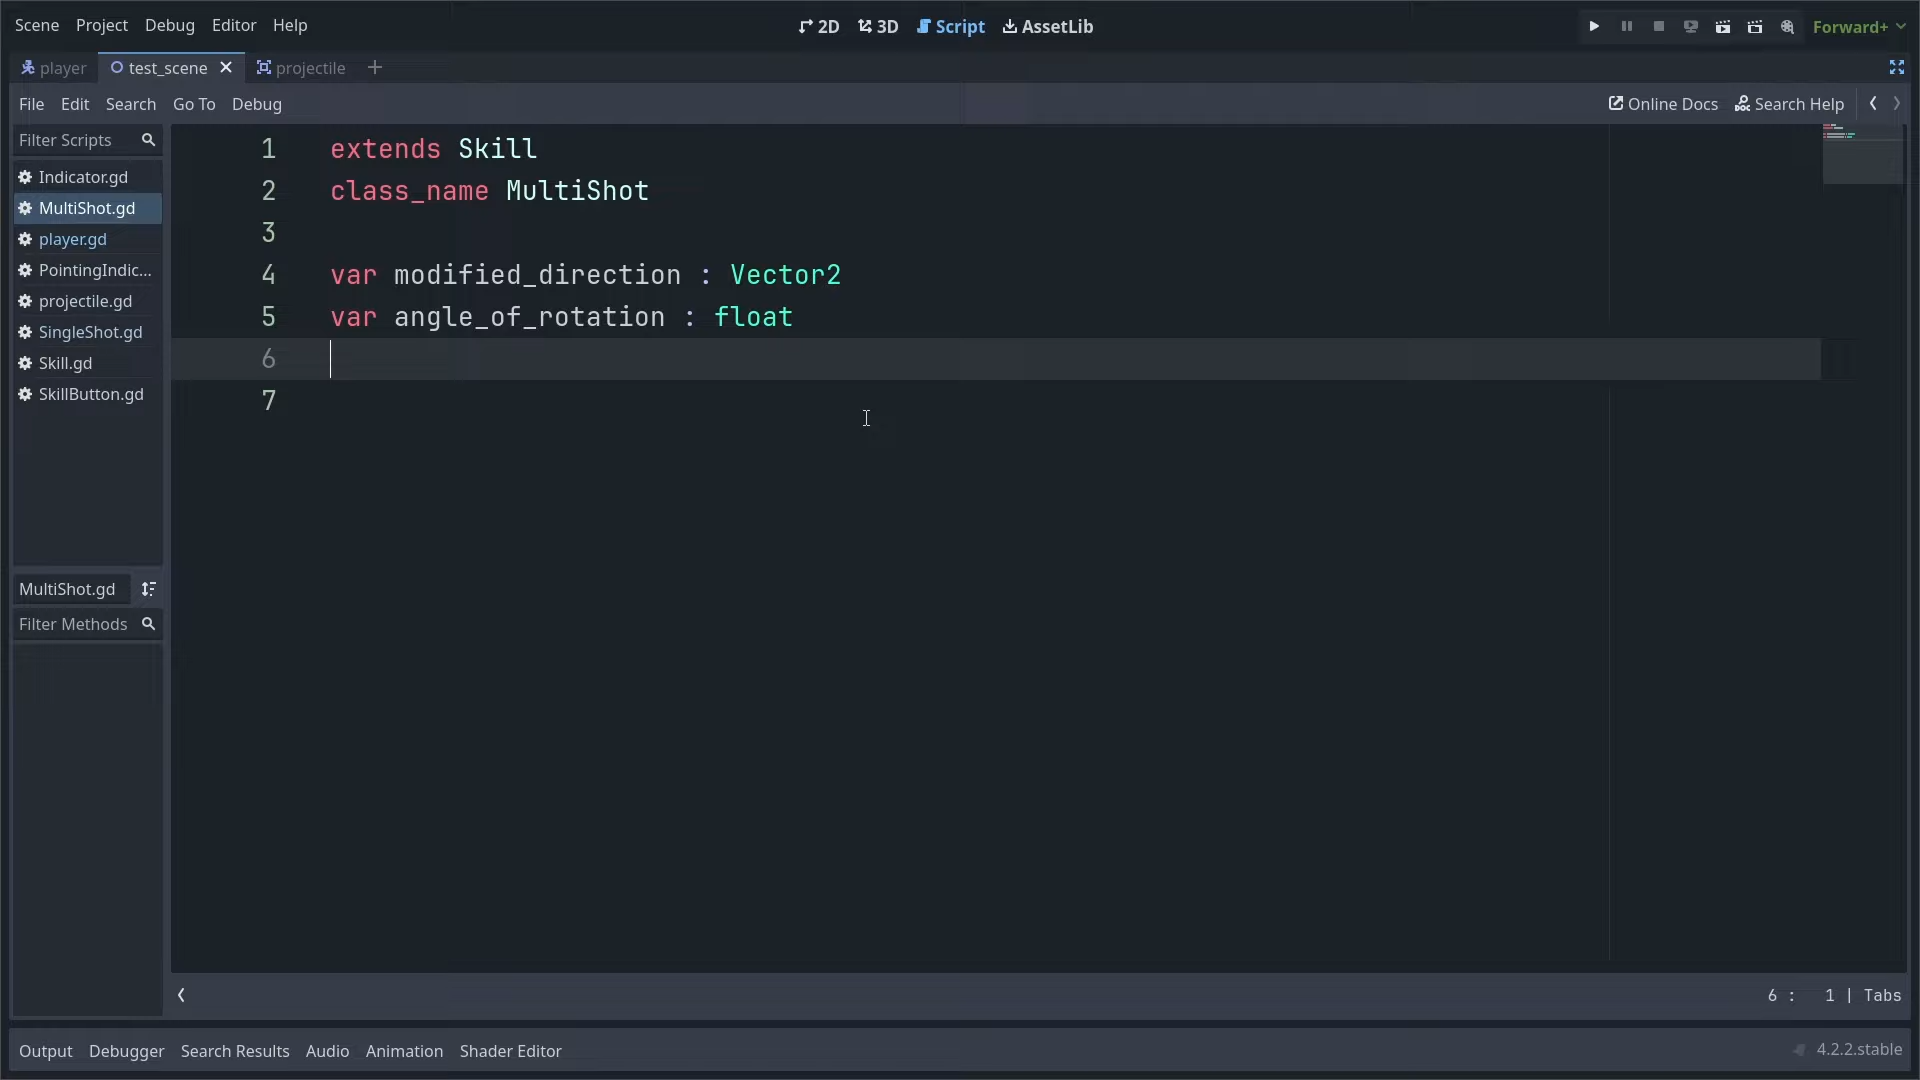 Scene Project Debug Editor Help
2D 3D Script AssetLib
Forward+
player test_scene projectile
File Edit Search Go To Debug
Online Docs Search Help
Filter Scripts
Indicator.gd
MultiShot.gd
player.gd
PointingIndic...
projectile.gd
SingleShot.gd
Skill.gd
SkillButton.gd
MultiShot.gd
Filter Methods
1 extends Skill
2 class_name MultiShot
3
4 var modified_direction : Vector2
5 var angle_of_rotation : float
6
7
6 : 1 | Tabs
Output Debugger Search Results Audio Animation Shader Editor
4.2.2.stable